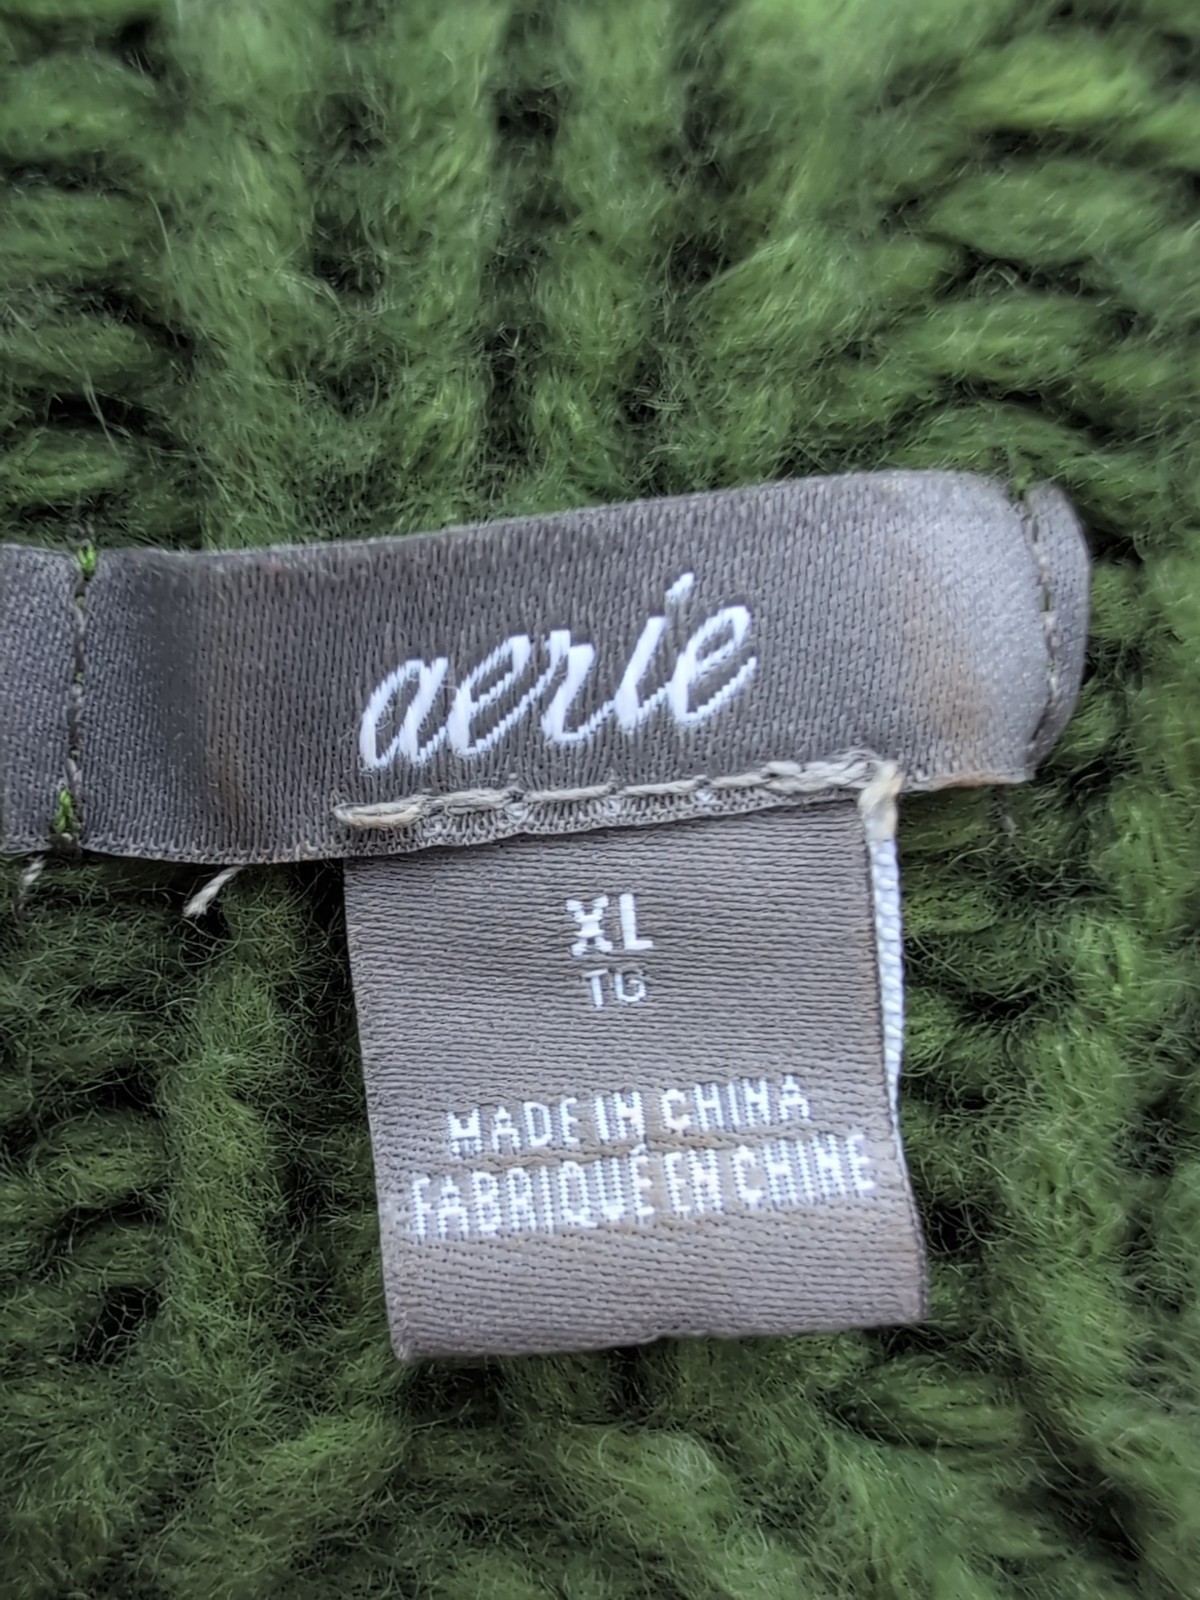 aerie
XL
TG
MADE IN CHINA
FABRIQUÉ EN CHINE